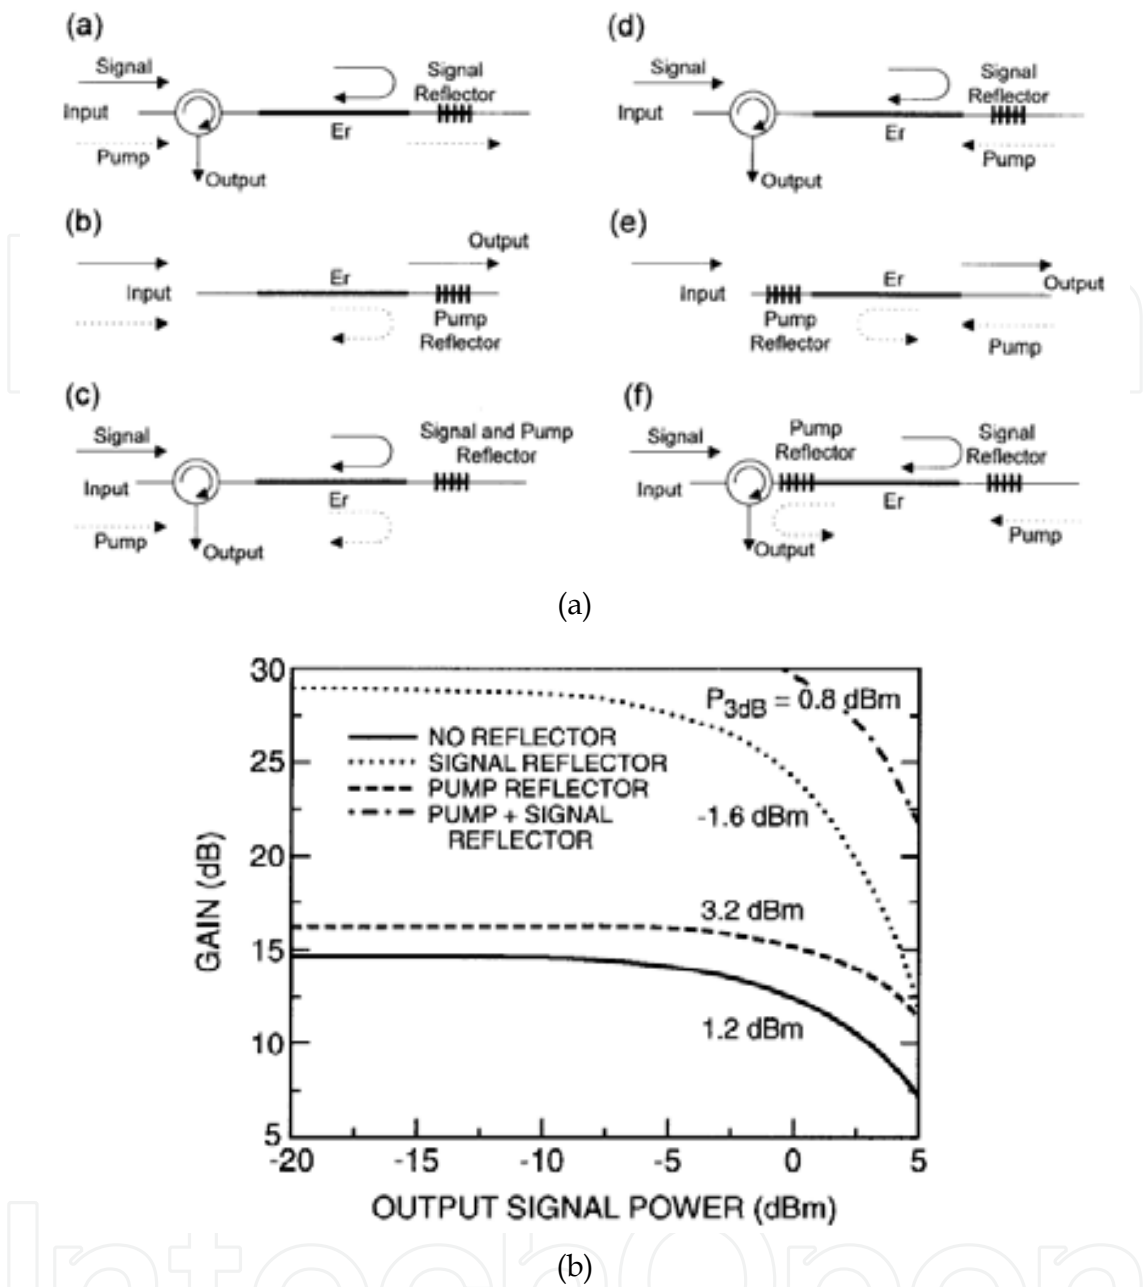 (a)
Signal
Signal
Reflector
Input
Er
Pump
Output
(d)
Signal
Signal
Reflector
Input
Er
Pump
Output
(b)
Output
Er
Input
Pump
Reflector
(e)
Er
Input
Output
Pump
Reflector
Pump
(c)
Signal
Signal and Pump
Reflector
Input
Er
Pump
Output
(f)
Signal
Pump
Reflector
Signal
Reflector
Input
Er
Output
Pump
(a)
30
25
20
15
10
5
GAIN (dB)
P3dB = 0.8 dBm
NO REFLECTOR
SIGNAL REFLECTOR
PUMP REFLECTOR
PUMP + SIGNAL
REFLECTOR
-1.6 dBm
3.2 dBm
1.2 dBm
-20 -15 -10 -5 0 5
OUTPUT SIGNAL POWER (dBm)
(b)
IntechOpen